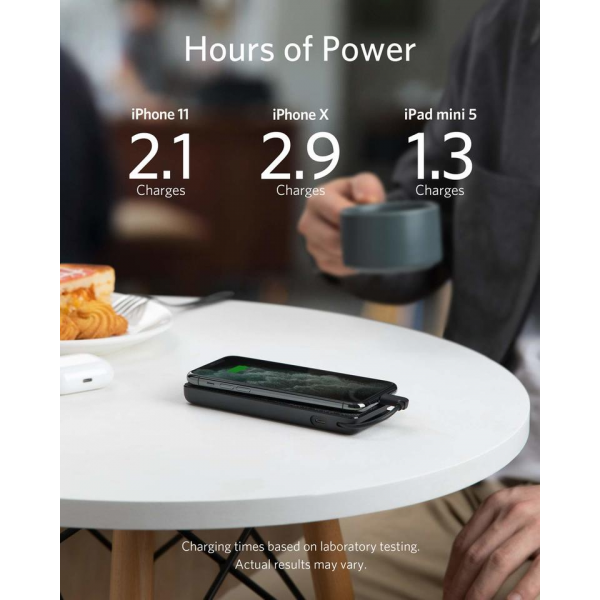 Hours of Power
iPhone 11
iPhone X
iPad mini 5
2.1
2.9
1.3
Charges
Charges
Charges
Charging times based on laboratory testing.
Actual results may vary.